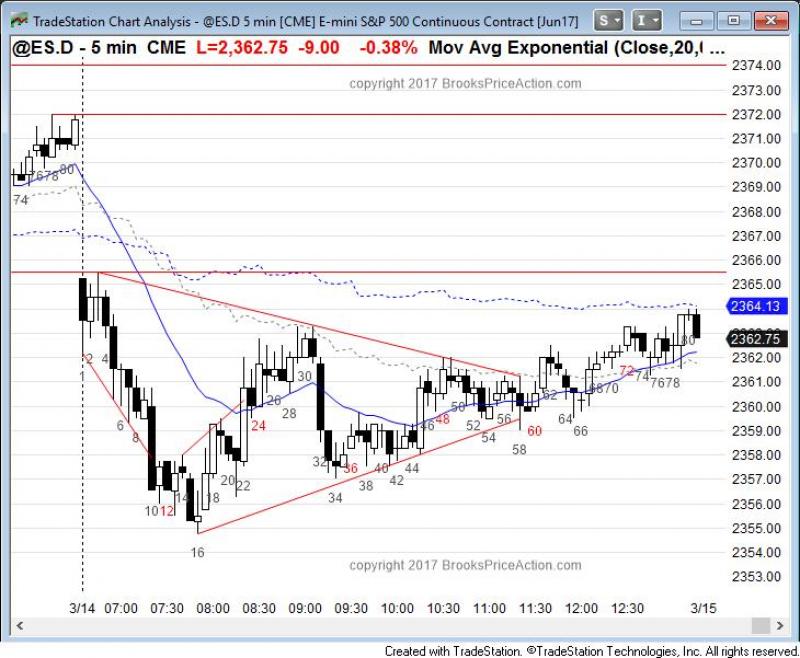 TradeStation Chart Analysis - @ES.D 5 min [CME] E-mini S&P 500 Continuous Contract [Jun17]
S I
@ES.D - 5 min CME L=2,362.75 -9.00 -0.38% Mov Avg Exponential (Close,20,( ...
copyright 2017 BrooksPriceAction.com
2374.00
2373.00
2372.00
2371.00
2370.00
2369.00
2368.00
2367.00
2366.00
2365.00
2364.13
2362.75
2362.00
2361.00
2360.00
2359.00
2358.00
2357.00
2356.00
2355.00
2354.00
2353.00
74 7678 80
2 4 6 8 10 12 14 16 18 20 22 24 26 28 30 32 34 36 38 40 42 44 46 48 50 52 54 56 58 60 62 64 66 6870 72 74 7678 80
copyright 2017 BrooksPriceAction.com
3/14 07:00 07:30 08:00 08:30 09:00 09:30 10:00 10:30 11:00 11:30 12:00 12:30 3/15
Created with TradeStation. ©TradeStation Technologies, Inc. All rights reserved.